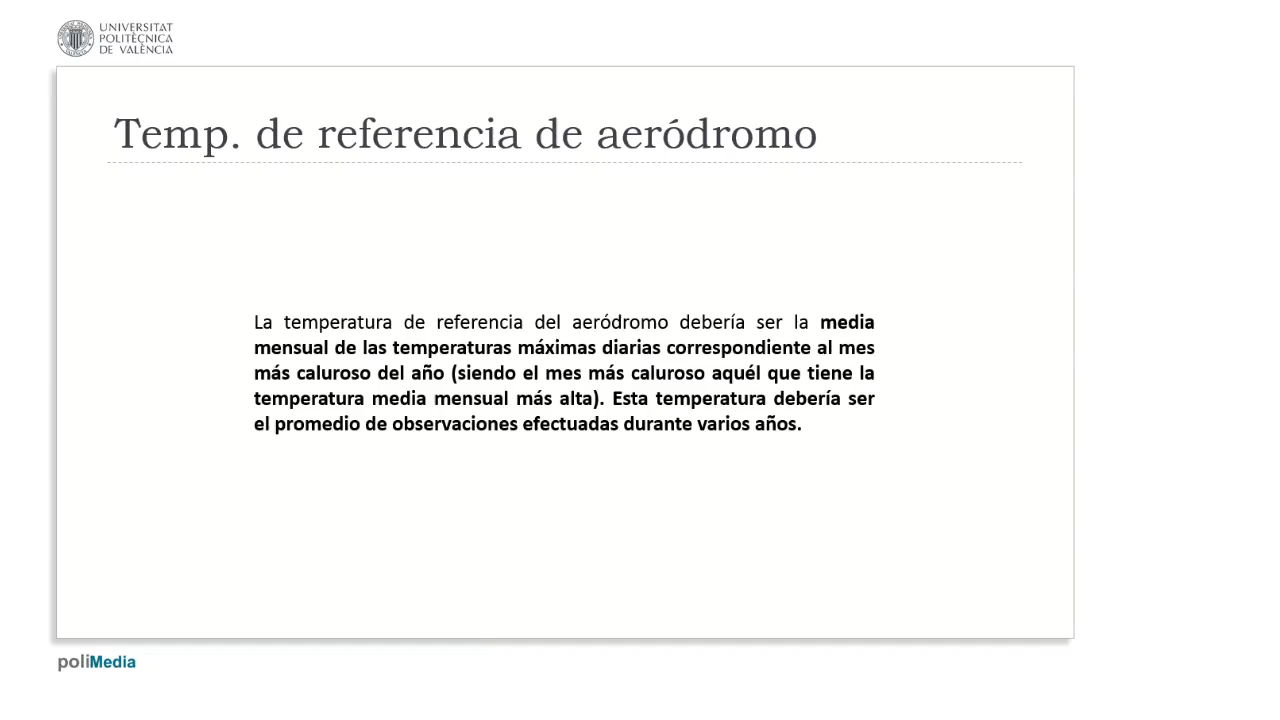 UNIVERSITAT
POLITÈCNICA
DE VALÈNCIA
Temp. de referencia de aeródromo
La temperatura de referencia del aeródromo debería ser la media
mensual de las temperaturas máximas diarias correspondiente al mes
más caluroso del año (siendo el mes más caluroso aquél que tiene la
temperatura media mensual más alta). Esta temperatura debería ser
el promedio de observaciones efectuadas durante varios años.
poliMedia